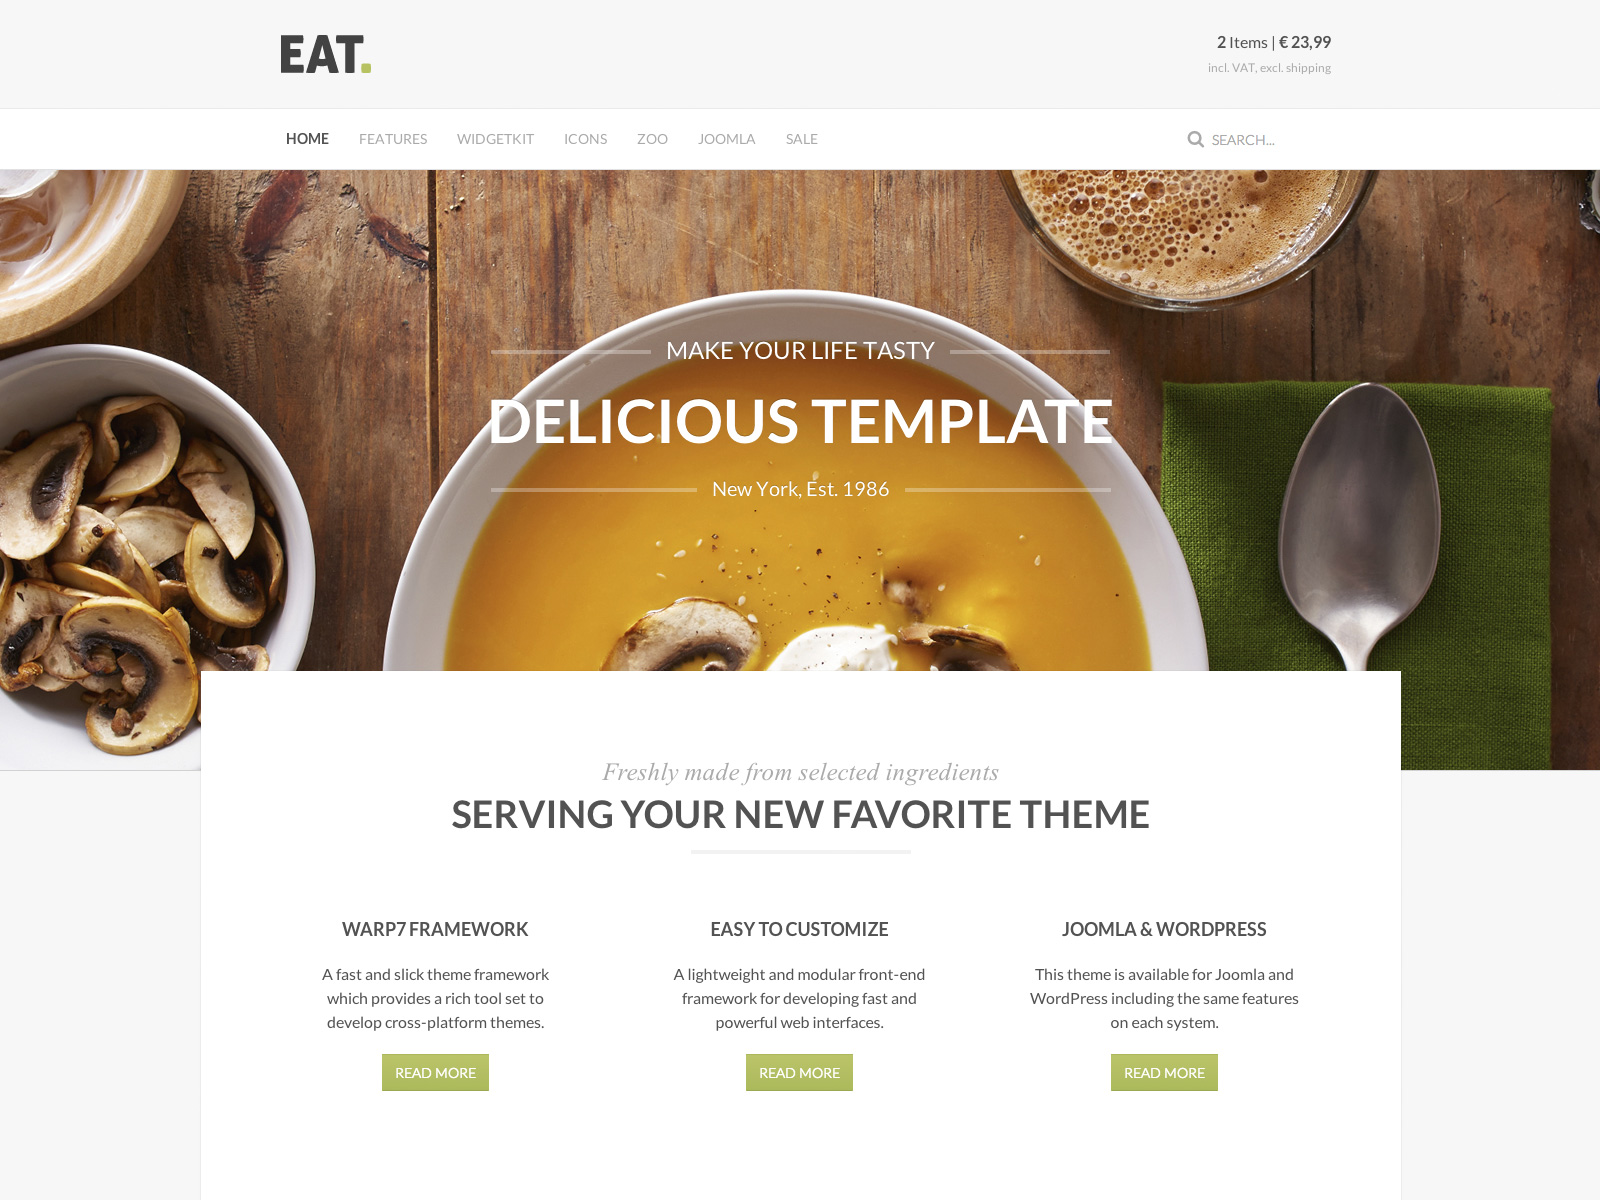 EAT.
2 Items | € 23,99
incl. VAT, excl. shipping
HOME FEATURES WIDGETKIT ICONS ZOO JOOMLA SALE SEARCH...
MAKE YOUR LIFE TASTY
DELICIOUS TEMPLATE
New York, Est. 1986
Freshly made from selected ingredients
SERVING YOUR NEW FAVORITE THEME
WARP7 FRAMEWORK
A fast and slick theme framework
which provides a rich tool set to
develop cross-platform themes.
READ MORE
EASY TO CUSTOMIZE
A lightweight and modular front-end
framework for developing fast and
powerful web interfaces.
READ MORE
JOOMLA & WORDPRESS
This theme is available for Joomla and
WordPress including the same features
on each system.
READ MORE